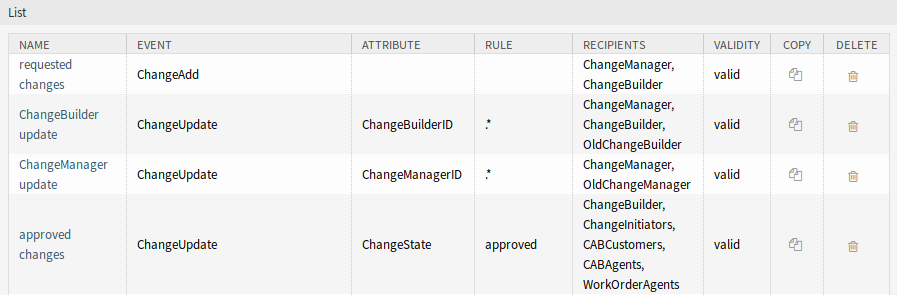 List
NAME EVENT ATTRIBUTE RULE RECIPIENTS VALIDITY COPY DELETE
requested
changes
ChangeAdd
ChangeManager,
ChangeBuilder
valid
ChangeBuilder
update
ChangeUpdate
ChangeBuilderID
.*
ChangeManager,
ChangeBuilder,
OldChangeBuilder
valid
ChangeManager
update
ChangeUpdate
ChangeManagerID
.*
ChangeManager,
OldChangeManager
valid
approved
changes
ChangeUpdate
ChangeState
approved
ChangeBuilder,
ChangeInitiators,
CABCustomers,
CABAgents,
WorkOrderAgents
valid